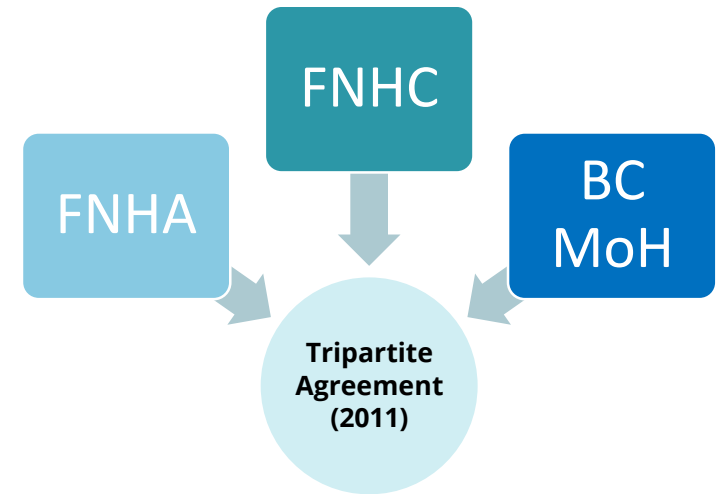 FNHC
FNHA
BC
MoH
Tripartite
Agreement
(2011)